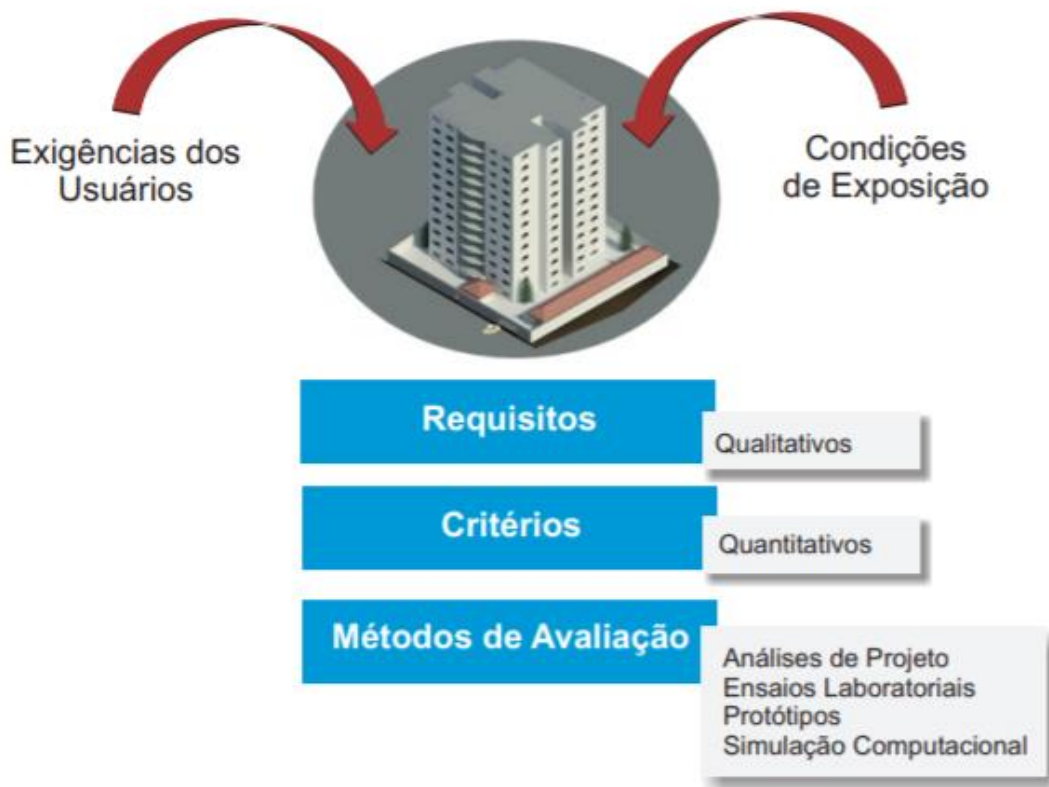 Exigências dos
Usuários
Condições
de Exposição
Requisitos
Qualitativos
Critérios
Quantitativos
Métodos de Avaliação
Análises de Projeto
Ensaios Laboratoriais
Protótipos
Simulação Computacional